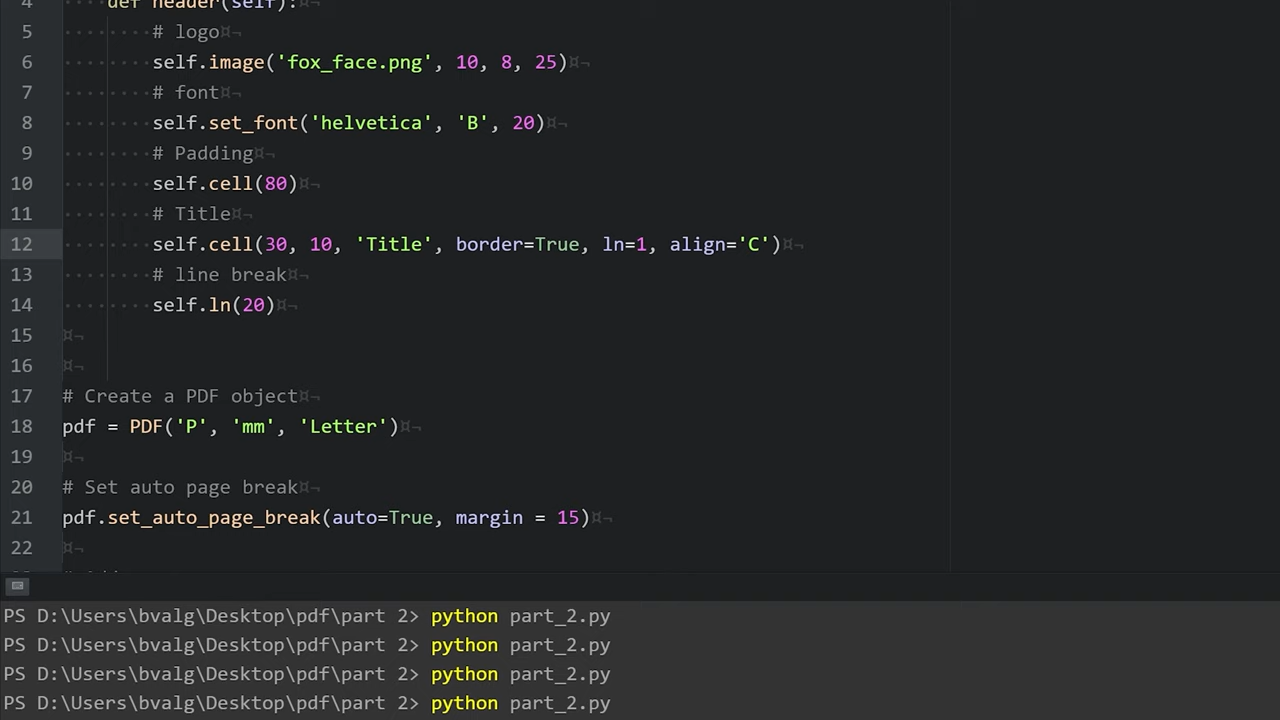 4 def header(self):
5 # logo
6 self.image('fox_face.png', 10, 8, 25)
7 # font
8 self.set_font('helvetica', 'B', 20)
9 # Padding
10 self.cell(80)
11 # Title
12 self.cell(30, 10, 'Title', border=True, ln=1, align='C')
13 # line break
14 self.ln(20)
15
16
17 # Create a PDF object
18 pdf = PDF('P', 'mm', 'Letter')
19
20 # Set auto page break
21 pdf.set_auto_page_break(auto=True, margin = 15)
22
PS D:\Users\bvalg\Desktop\pdf\part 2> python part_2.py
PS D:\Users\bvalg\Desktop\pdf\part 2> python part_2.py
PS D:\Users\bvalg\Desktop\pdf\part 2> python part_2.py
PS D:\Users\bvalg\Desktop\pdf\part 2> python part_2.py